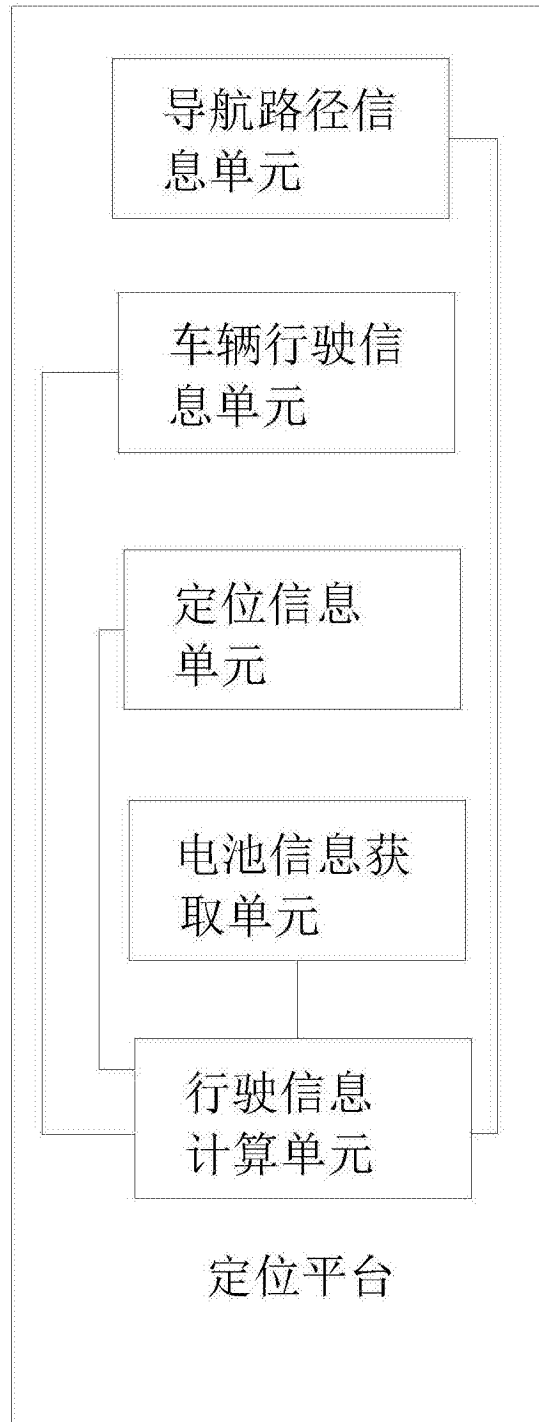 导航路径信
息单元
车辆行驶信
息单元
定位信息
单元
电池信息获
取单元
行驶信息
计算单元
定位平台